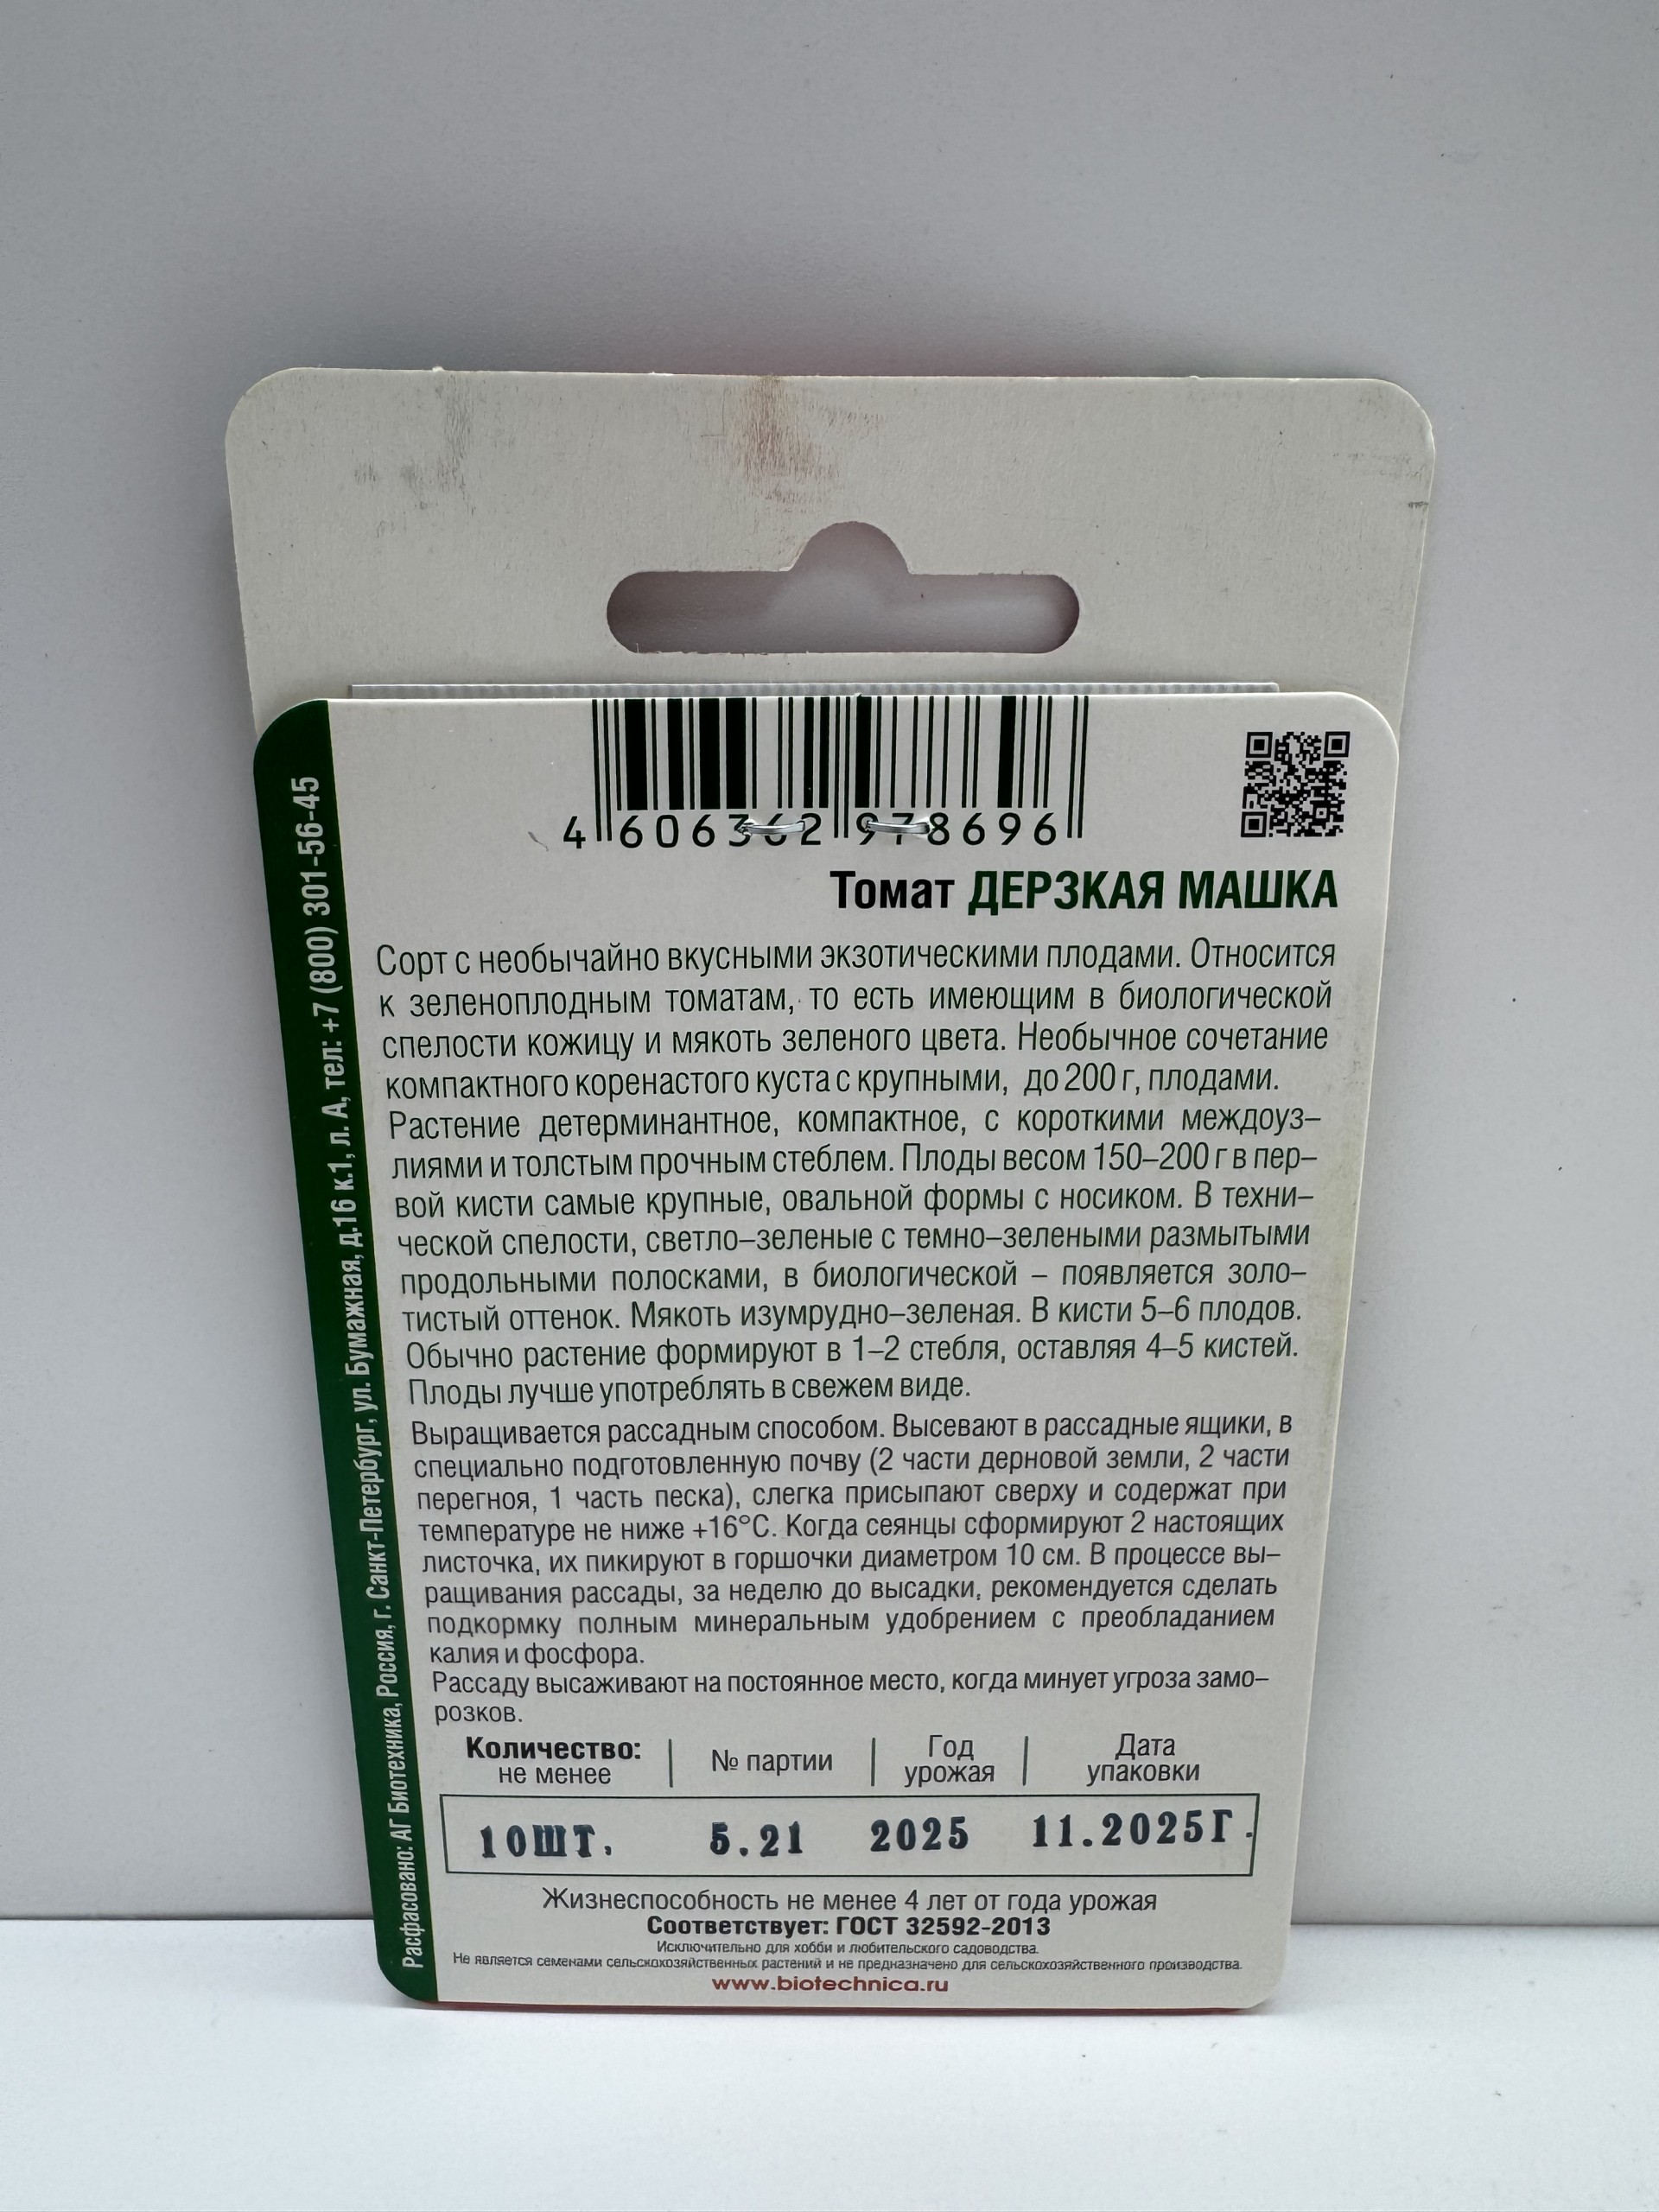 4 606362 978696
Томат ДЕРЗКАЯ МАШКА
Сорт с необычайно вкусными экзотическими плодами. Относится
к зеленоплодным томатам, то есть имеющим в биологической
спелости кожицу и мякоть зеленого цвета. Необычное сочетание
компактного коренастого куста с крупными, до 200 г, плодами.
Растение детерминантное, компактное, с короткими междоуз–
лиями и толстым прочным стеблем. Плоды весом 150–200 г в пер–
вой кисти самые крупные, овальной формы с носиком. В техни–
ческой спелости, светло–зеленые с темно–зелеными размытыми
продольными полосками, в биологической – появляется золо–
тистый оттенок. Мякоть изумрудно–зеленая. В кисти 5–6 плодов.
Обычно растение формируют в 1–2 стебля, оставляя 4–5 кистей.
Плоды лучше употреблять в свежем виде.
Выращивается рассадным способом. Высевают в рассадные ящики, в
специально подготовленную почву (2 части дерновой земли, 2 части
перегноя, 1 часть песка), слегка присыпают сверху и содержат при
температуре не ниже +16°С. Когда сеянцы сформируют 2 настоящих
листочка, их пикируют в горшочки диаметром 10 см. В процессе вы–
ращивания рассады, за неделю до высадки, рекомендуется сделать
подкормку полным минеральным удобрением с преобладанием
калия и фосфора.
Рассаду высаживают на постоянное место, когда минует угроза замо–
розков.
Количество: не менее | № партии | Год урожая | Дата упаковки
10ШТ. 5.21 2025 11.2025Г.
Жизнеспособность не менее 4 лет от года урожая
Соответствует: ГОСТ 32592-2013
Исключительно для хобби и любительского садоводства.
Не является семенами сельскохозяйственных растений и не предназначено для сельскохозяйственного производства.
www.biotechnica.ru
Расфасовано: АГ Биотехника, Россия, г. Санкт-Петербург, ул. Бумажная, д.16 к.1, л. А, тел: +7 (800) 301-56-45